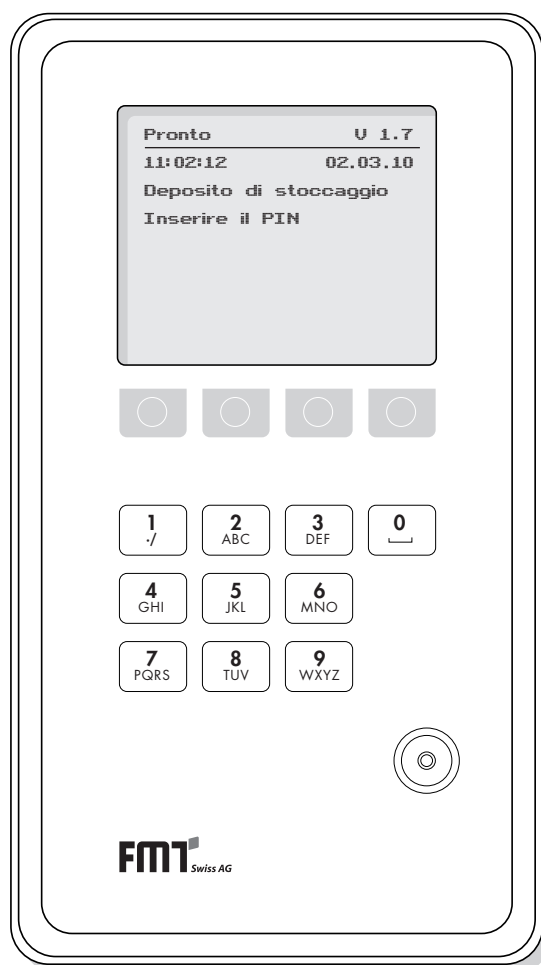 Pronto V 1.7
11:02:12 02.03.10
Deposito di stoccaggio
Inserire il PIN
1 2 3 0
./ ABC DEF
4 5 6
GHI JKL MNO
7 8 9
PQRS TUV WXYZ
FMT Swiss AG